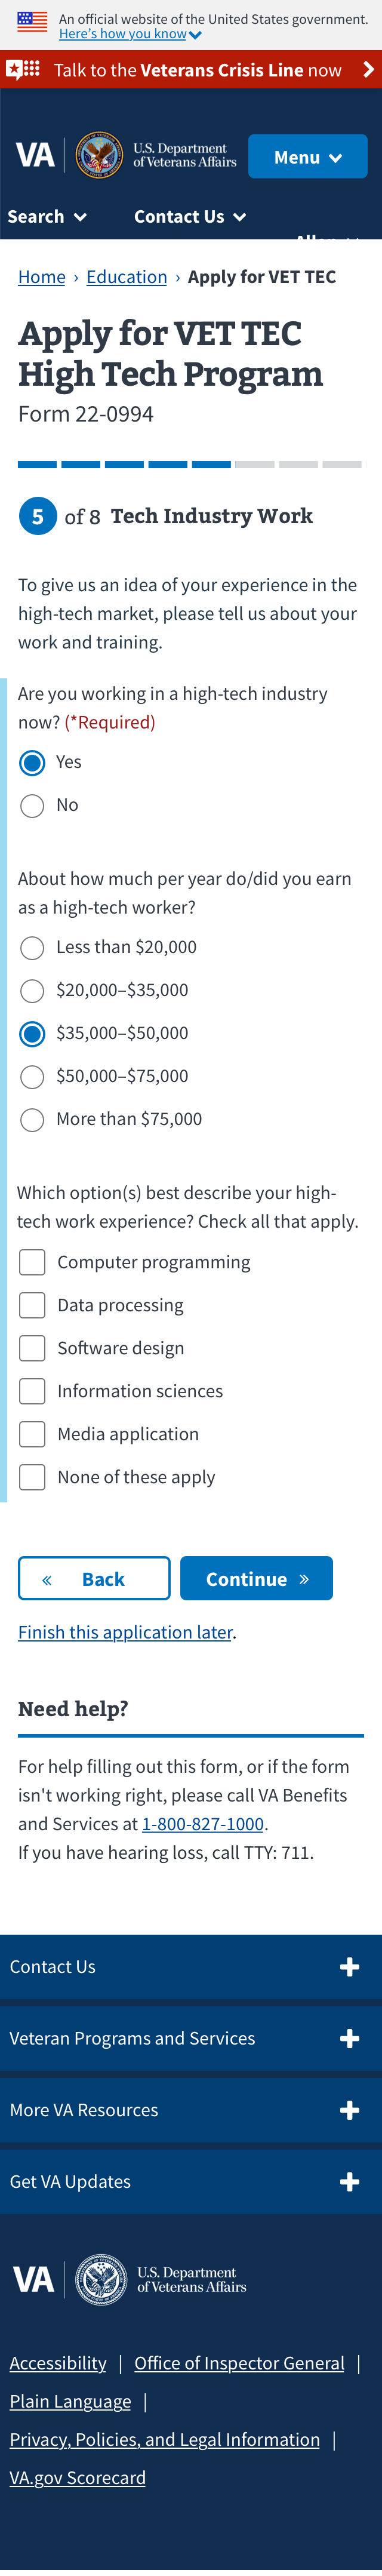 An official website of the United States government.
Here's how you know
Talk to the Veterans Crisis Line now
VA
U.S. Department
of Veterans Affairs
Menu
Search
Contact Us
Home › Education › Apply for VET TEC
Apply for VET TEC
High Tech Program
Form 22-0994
5 of 8 Tech Industry Work
To give us an idea of your experience in the
high-tech market, please tell us about your
work and training.
Are you working in a high-tech industry
now? (*Required)
Yes
No
About how much per year do/did you earn
as a high-tech worker?
Less than $20,000
$20,000–$35,000
$35,000–$50,000
$50,000–$75,000
More than $75,000
Which option(s) best describe your high-
tech work experience? Check all that apply.
Computer programming
Data processing
Software design
Information sciences
Media application
None of these apply
« Back
Continue »
Finish this application later.
Need help?
For help filling out this form, or if the form
isn't working right, please call VA Benefits
and Services at 1-800-827-1000.
If you have hearing loss, call TTY: 711.
Contact Us
Veteran Programs and Services
More VA Resources
Get VA Updates
VA
U.S. Department
of Veterans Affairs
Accessibility | Office of Inspector General |
Plain Language |
Privacy, Policies, and Legal Information |
VA.gov Scorecard